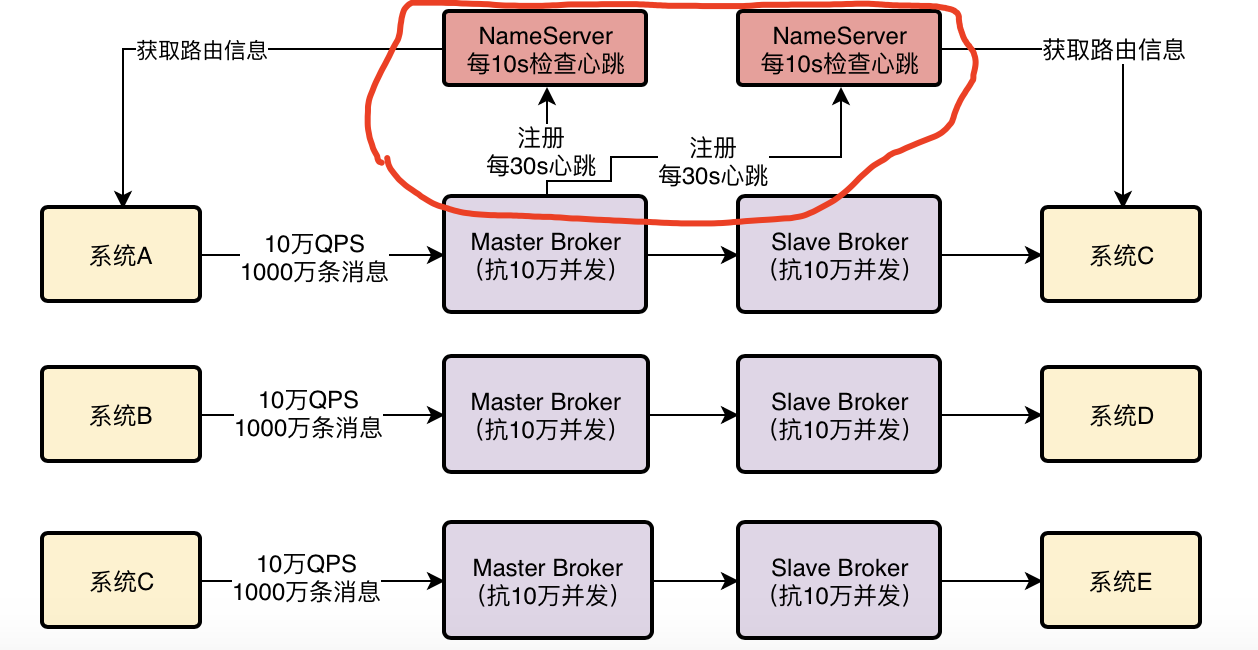 NameServer
每10s检查心跳
NameServer
每10s检查心跳
获取路由信息
获取路由信息
注册
每30s心跳
注册
每30s心跳
系统A
10万QPS
1000万条消息
Master Broker
(抗10万并发)
Slave Broker
(抗10万并发)
系统C
系统B
10万QPS
1000万条消息
Master Broker
(抗10万并发)
Slave Broker
(抗10万并发)
系统D
系统C
10万QPS
1000万条消息
Master Broker
(抗10万并发)
Slave Broker
(抗10万并发)
系统E